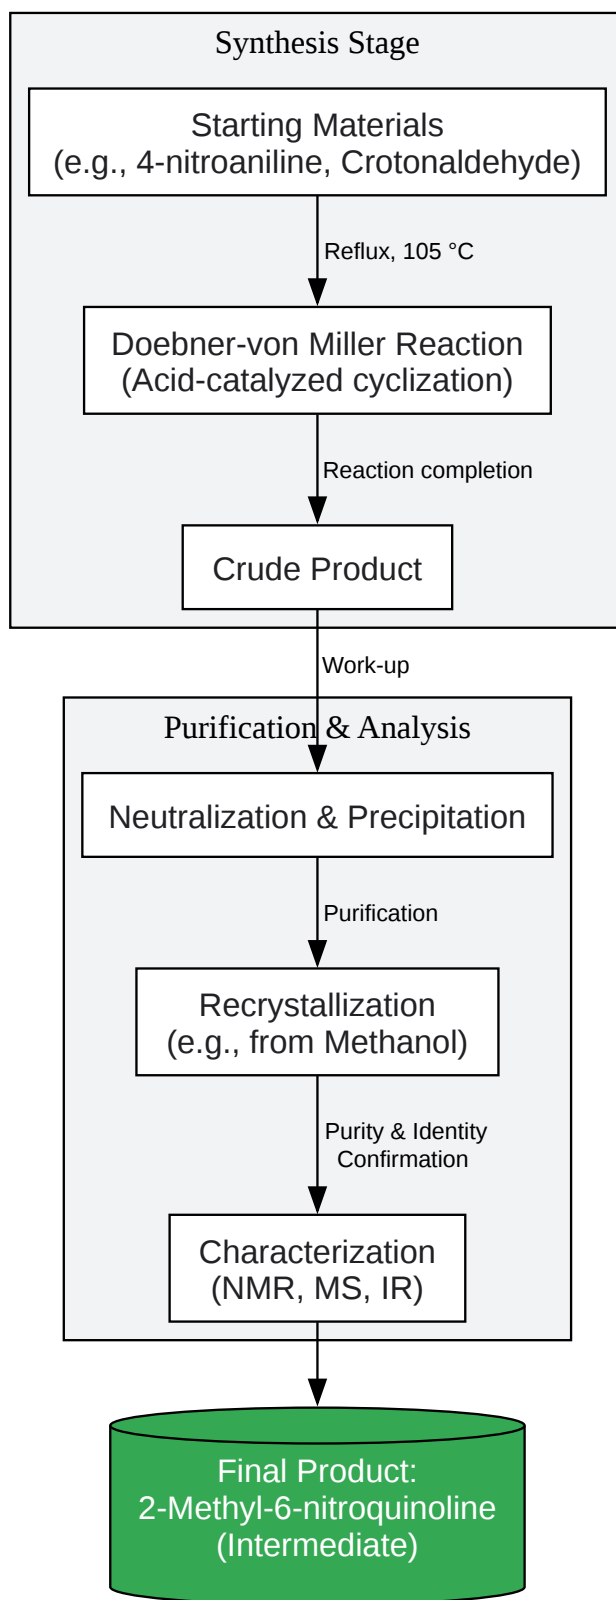 Synthesis Stage
Starting Materials
(e.g., 4-nitroaniline, Crotonaldehyde)
Reflux, 105 °C
Doebner-von Miller Reaction
(Acid-catalyzed cyclization)
Reaction completion
Crude Product
Work-up
Purification & Analysis
Neutralization & Precipitation
Purification
Recrystallization
(e.g., from Methanol)
Purity & Identity
Confirmation
Characterization
(NMR, MS, IR)
Final Product:
2-Methyl-6-nitroquinoline
(Intermediate)